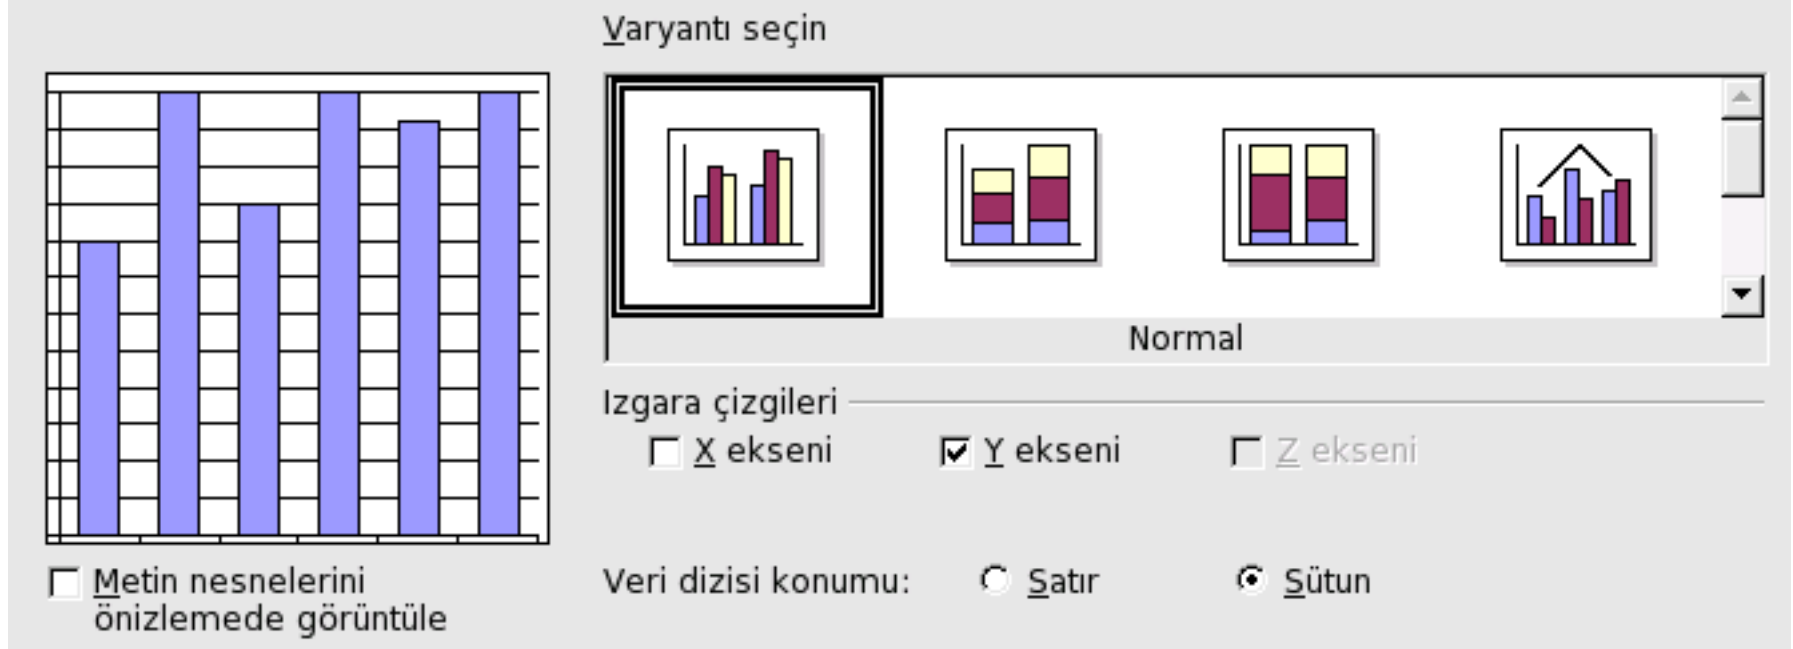 Varyantı seçin
Normal
Izgara çizgileri
X ekseni Y ekseni Z ekseni
Metin nesnelerini
önizlemede görüntüle
Veri dizisi konumu: Satır Sütun